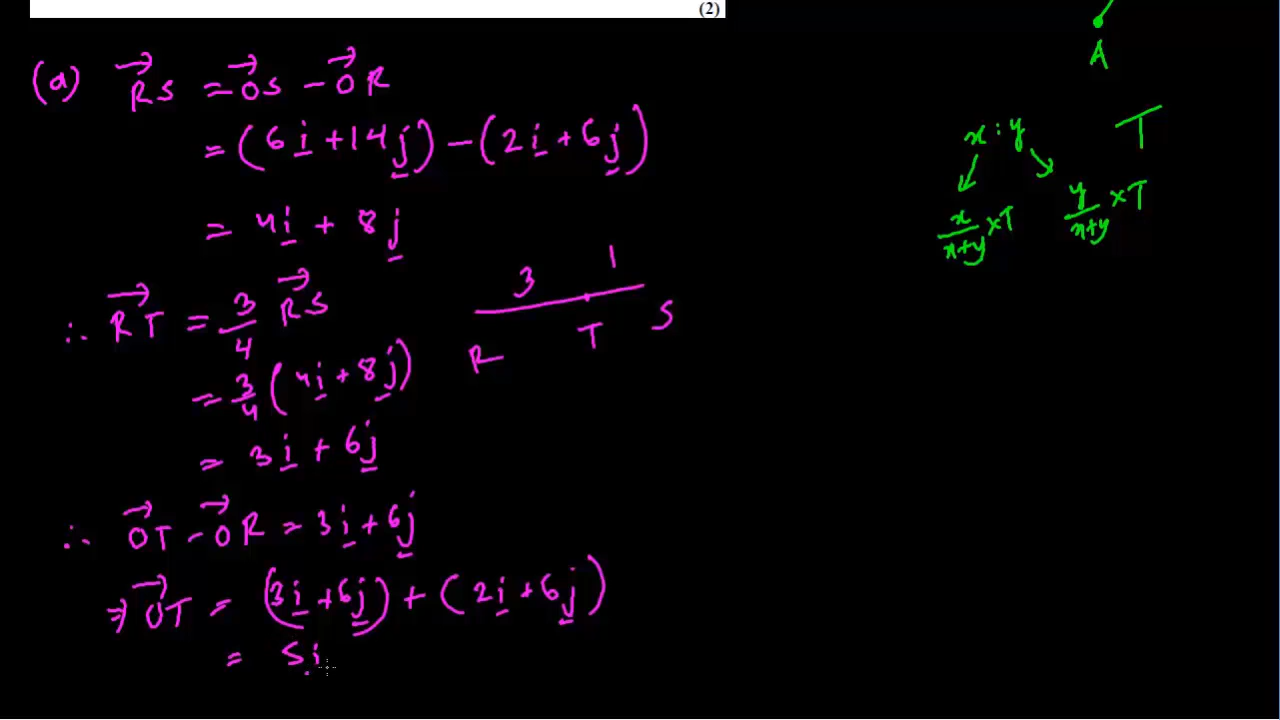 (2)
(a) RS = OS - OR
= (6i + 14j) - (2i + 6j)
= 4i + 8j
∴ RT = 3/4 RS
= 3/4 (4i + 8j)
= 3i + 6j
∴ OT - OR = 3i + 6j
⇒ OT = (3i + 6j) + (2i + 6j)
= 5i
3 1
R T S
A
x : y T
x/x+y × T y/x+y × T